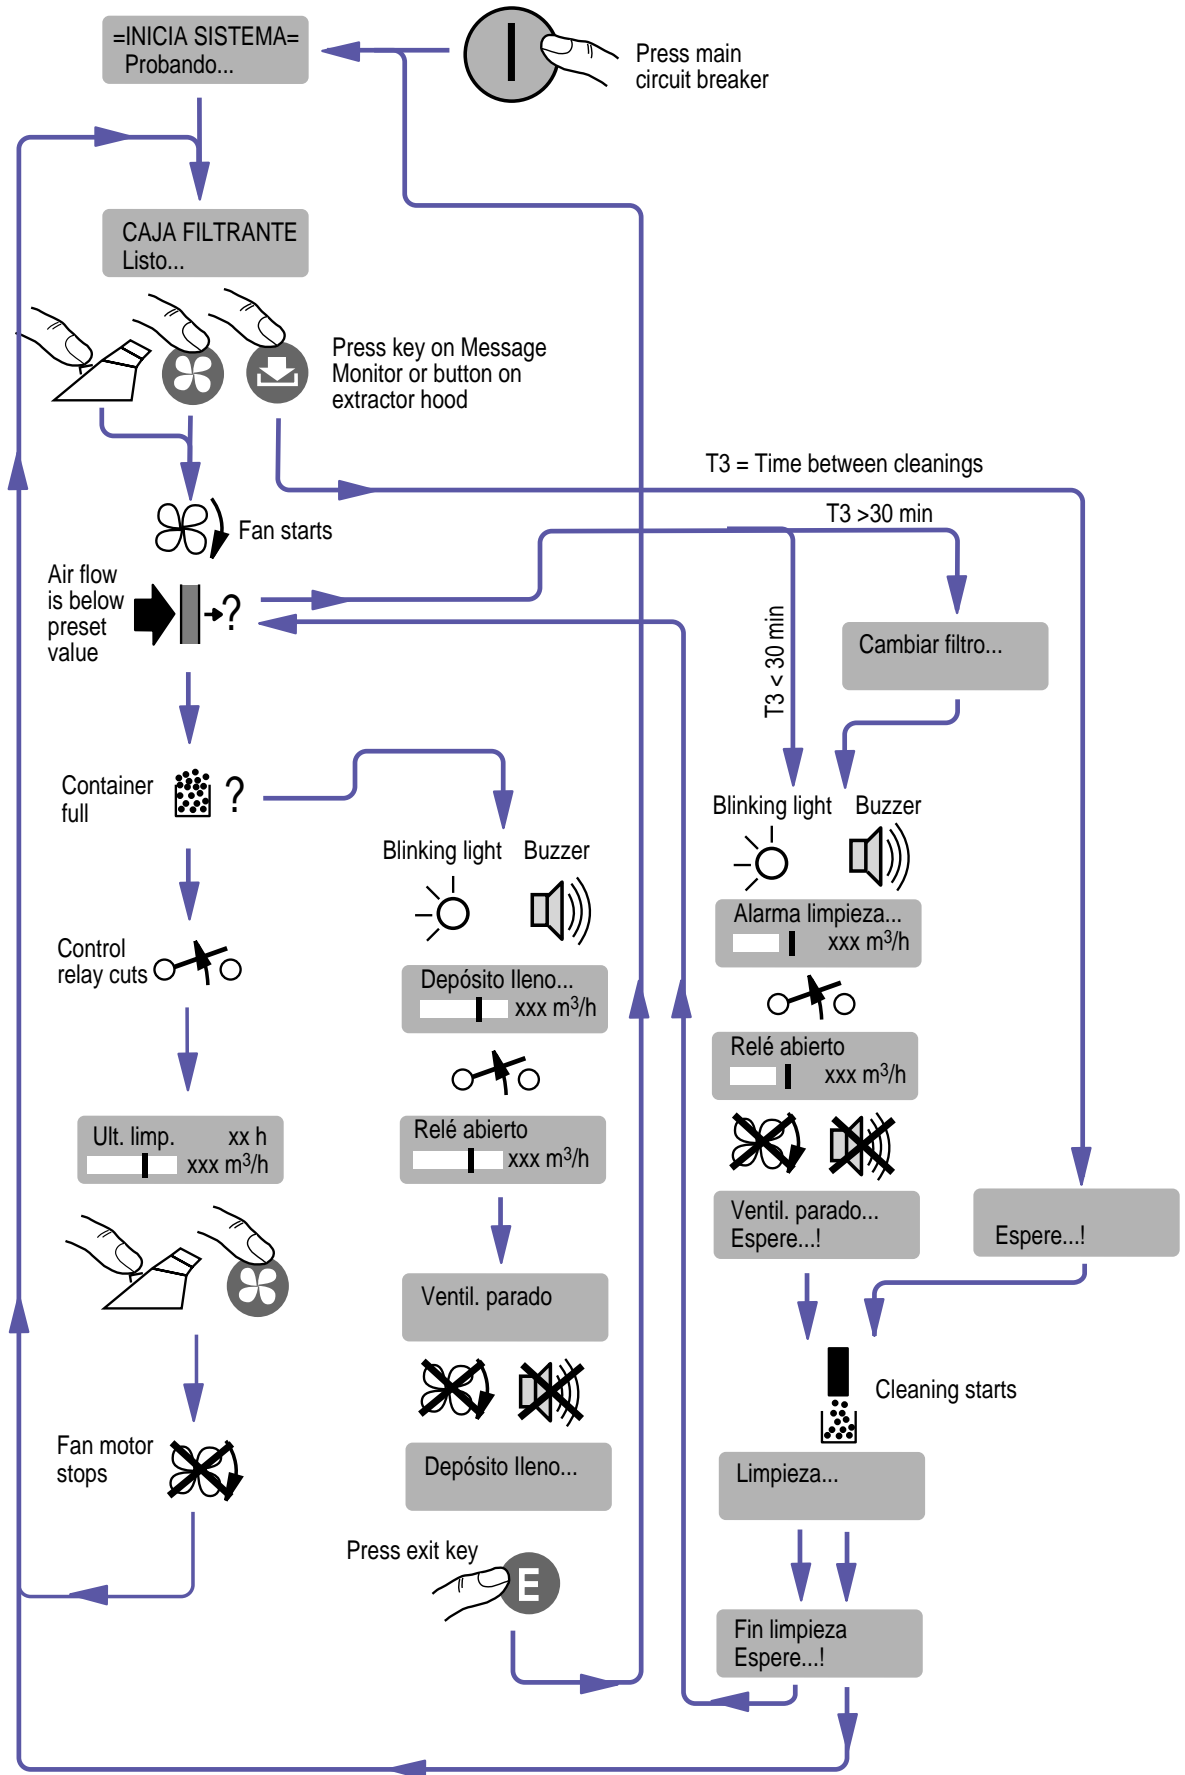 =INICIA SISTEMA=
Probando...
Press main
circuit breaker
CAJA FILTRANTE
Listo...
Press key on Message
Monitor or button on
extractor hood
T3 = Time between cleanings
T3 >30 min
Fan starts
Air flow
is below
preset
value
?
T3 < 30 min
Cambiar filtro...
Container
full
?
Blinking light Buzzer
Alarma limpieza...
xxx m³/h
Relé abierto
xxx m³/h
Ventil. parado...
Espere...!
Espere...!
Blinking light Buzzer
Depósito lleno...
xxx m³/h
Relé abierto
xxx m³/h
Ventil. parado
Depósito lleno...
Press exit key
E
Control
relay cuts
Ult. limp. xx h
xxx m³/h
Fan motor
stops
Cleaning starts
Limpieza...
Fin limpieza
Espere...!